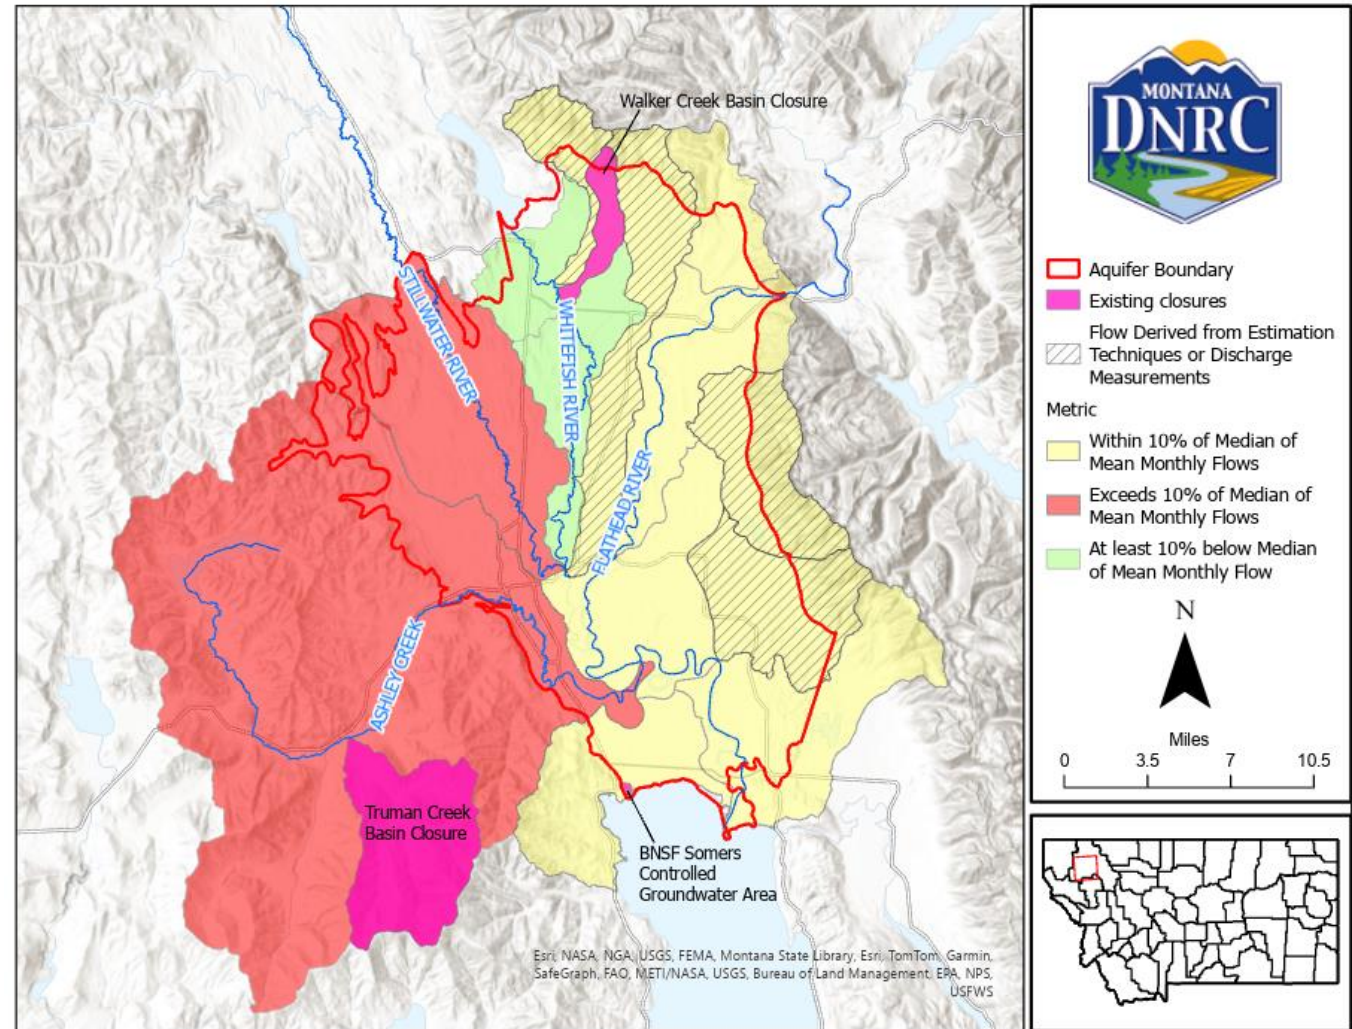 Walker Creek Basin Closure
STILLWATER RIVER
WHITEFISH RIVER
FLATHEAD RIVER
ASHLEY CREEK
Truman Creek
Basin Closure
BNSF Somers
Controlled
Groundwater Area
Esri, NASA, NGA, USGS, FEMA, Montana State Library, Esri, TomTom, Garmin,
SafeGraph, FAO, METI/NASA, USGS, Bureau of Land Management, EPA, NPS,
USFWS
MONTANA
DNRC
Aquifer Boundary
Existing closures
Flow Derived from Estimation
Techniques or Discharge
Measurements
Metric
Within 10% of Median of
Mean Monthly Flows
Exceeds 10% of Median of
Mean Monthly Flows
At least 10% below Median
of Mean Monthly Flow
N
Miles
0 3.5 7 10.5